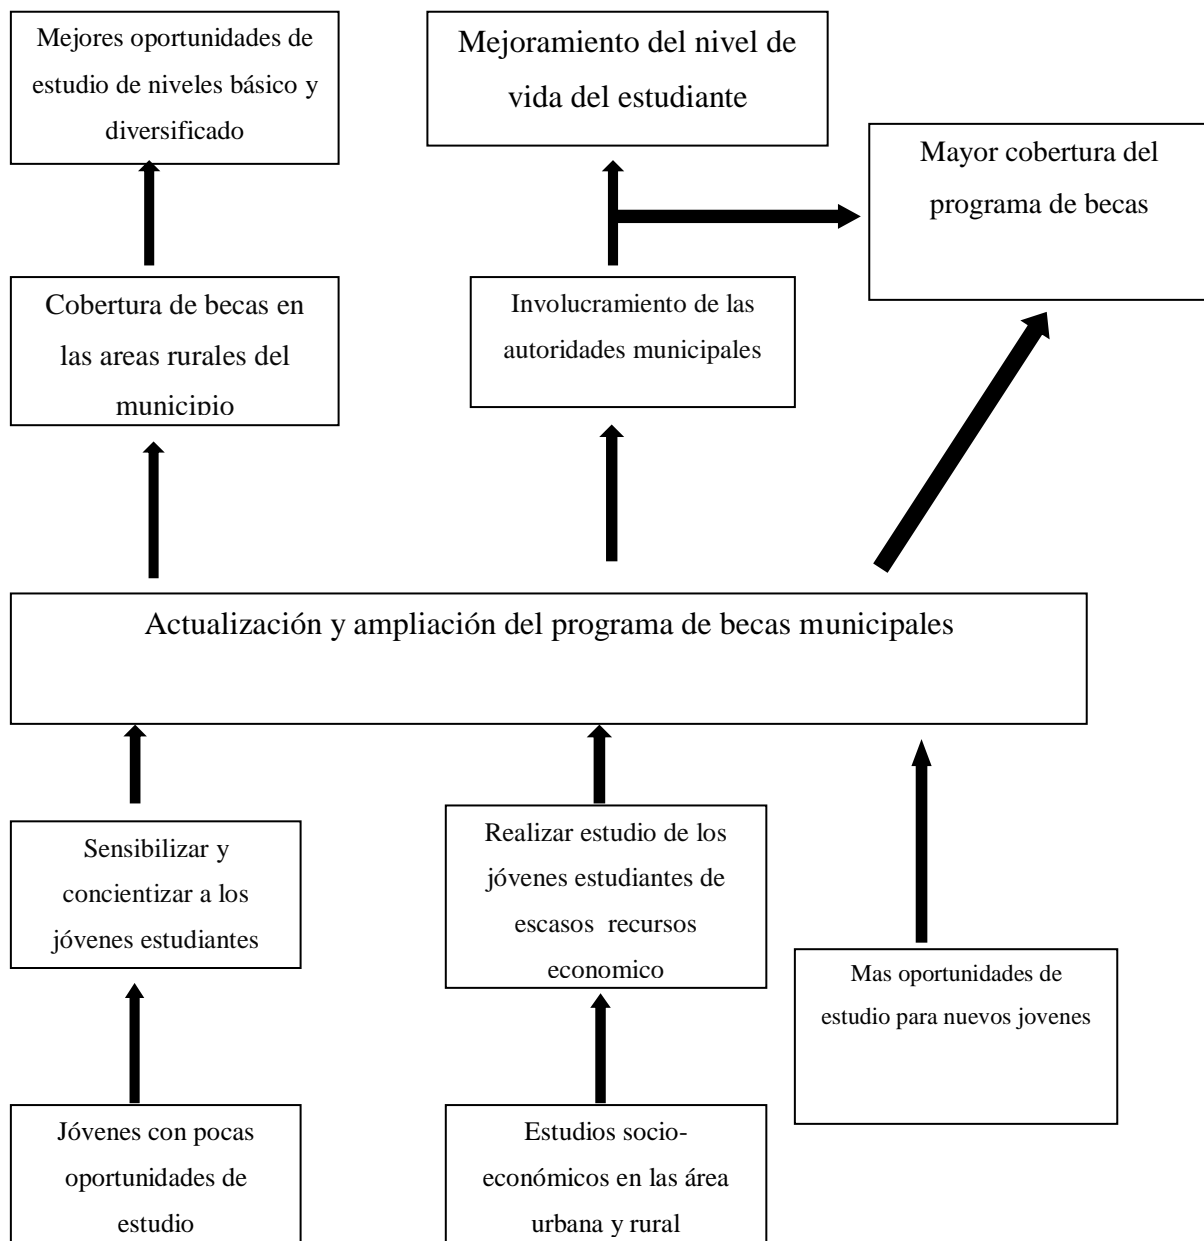 Mejores oportunidades de
estudio de niveles básico y
diversificado
Mejoramiento del nivel de
vida del estudiante
Mayor cobertura del
programa de becas
Cobertura de becas en
las areas rurales del
municipio
Involucramiento de las
autoridades municipales
Actualización y ampliación del programa de becas municipales
Sensibilizar y
concientizar a los
jóvenes estudiantes
Realizar estudio de los
jóvenes estudiantes de
escasos recursos
economico
Mas oportunidades de
estudio para nuevos jovenes
Jóvenes con pocas
oportunidades de
estudio
Estudios socio-
económicos en las área
urbana y rural